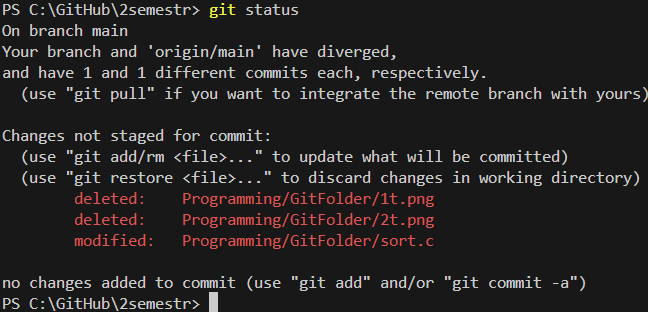 PS C:\GitHub\2semestr> git status
On branch main
Your branch and 'origin/main' have diverged,
and have 1 and 1 different commits each, respectively.
  (use "git pull" if you want to integrate the remote branch with yours)

Changes not staged for commit:
  (use "git add/rm <file>..." to update what will be committed)
  (use "git restore <file>..." to discard changes in working directory)
        deleted:    Programming/GitFolder/1t.png
        deleted:    Programming/GitFolder/2t.png
        modified:   Programming/GitFolder/sort.c

no changes added to commit (use "git add" and/or "git commit -a")
PS C:\GitHub\2semestr>